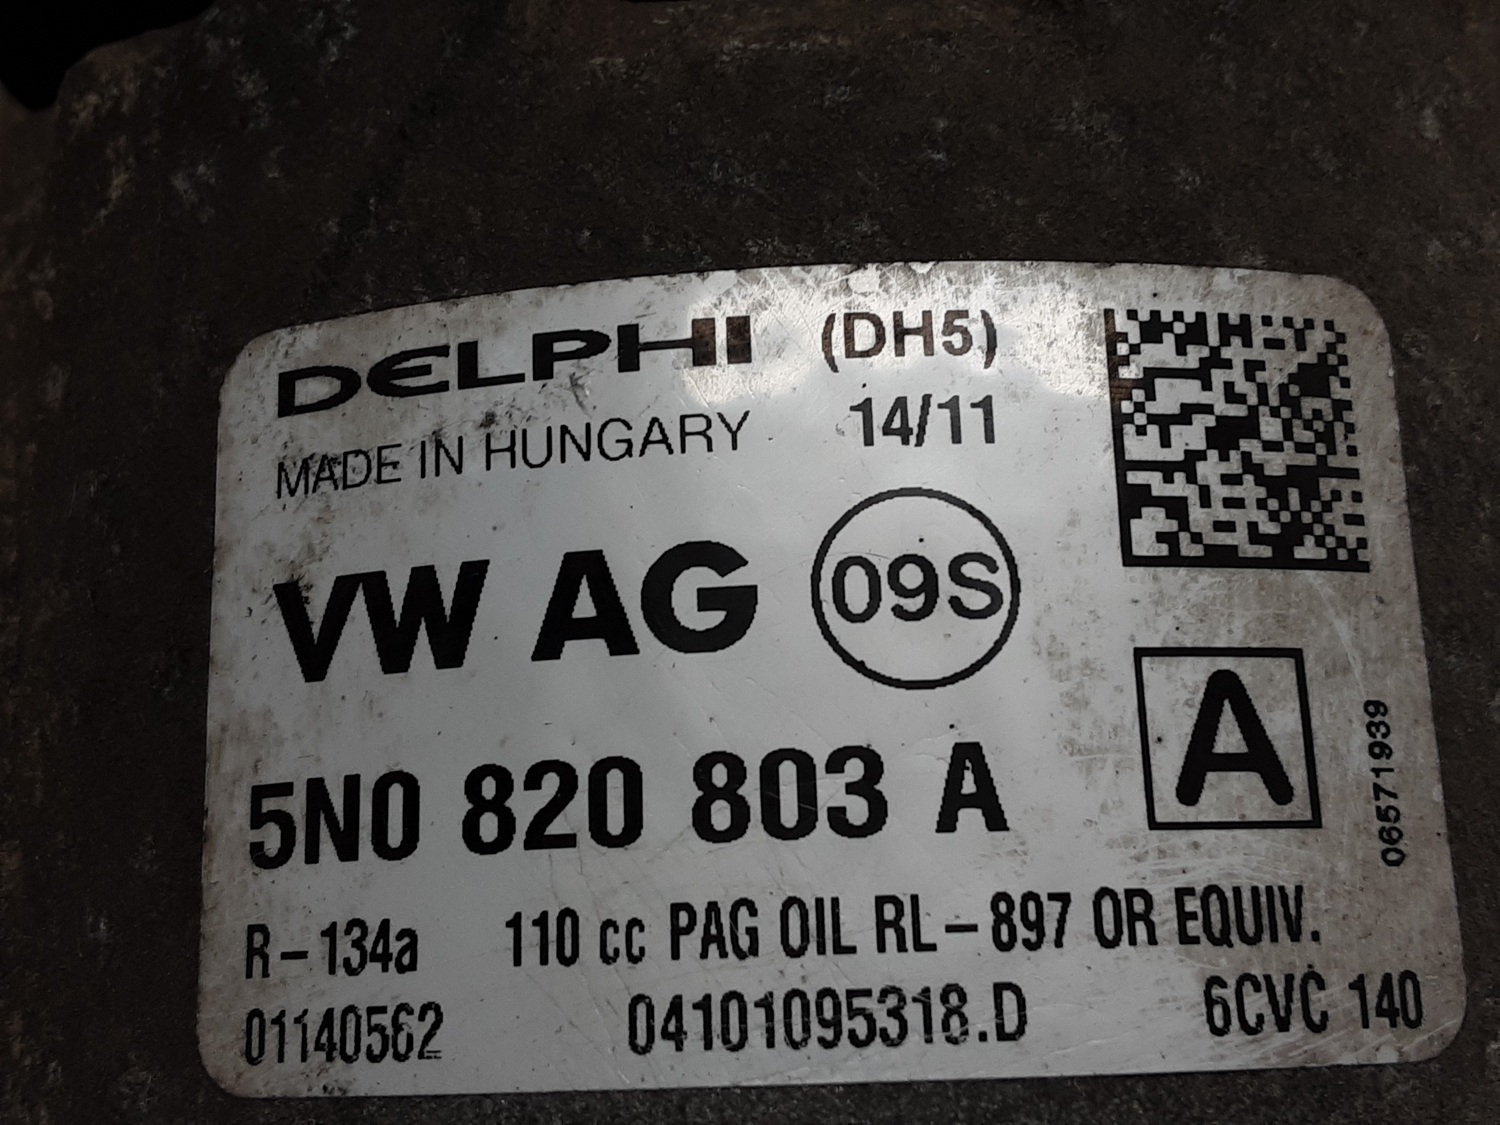 DELPHI (DH5)
MADE IN HUNGARY 14/11
VW AG 09S
A
5N0 820 803 A
06571939
R-134a 110 cc PAG OIL RL-897 OR EQUIV.
01140562 04101095318.D 6CVC 140